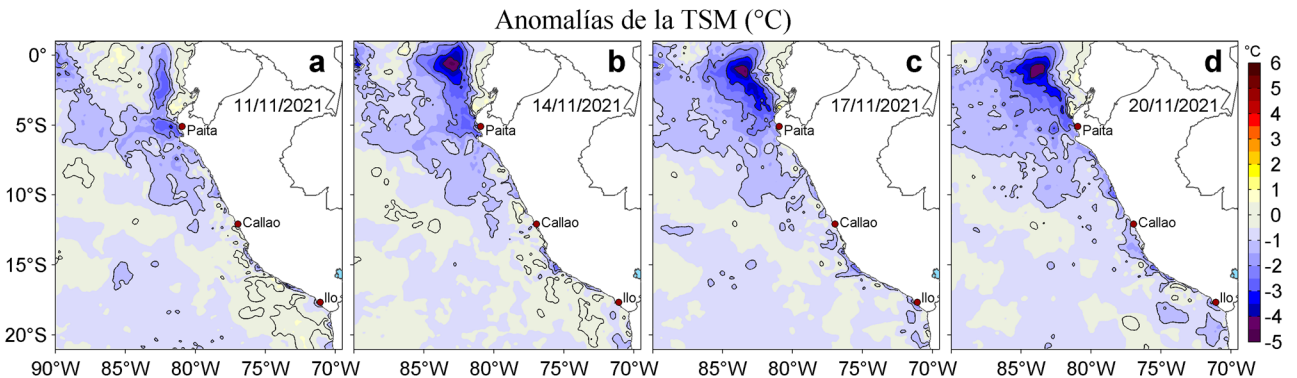 Anomalías de la TSM (°C)
a
b
c
d
11/11/2021
14/11/2021
17/11/2021
20/11/2021
Paita
Callao
Ilo
Paita
Callao
Ilo
Paita
Callao
Ilo
Paita
Callao
Ilo
0°
5°S
10°S
15°S
20°S
90°W 85°W 80°W 75°W 70°W
85°W 80°W 75°W 70°W
85°W 80°W 75°W 70°W
85°W 80°W 75°W 70°W
°C
6
5
4
3
2
1
0
-1
-2
-3
-4
-5